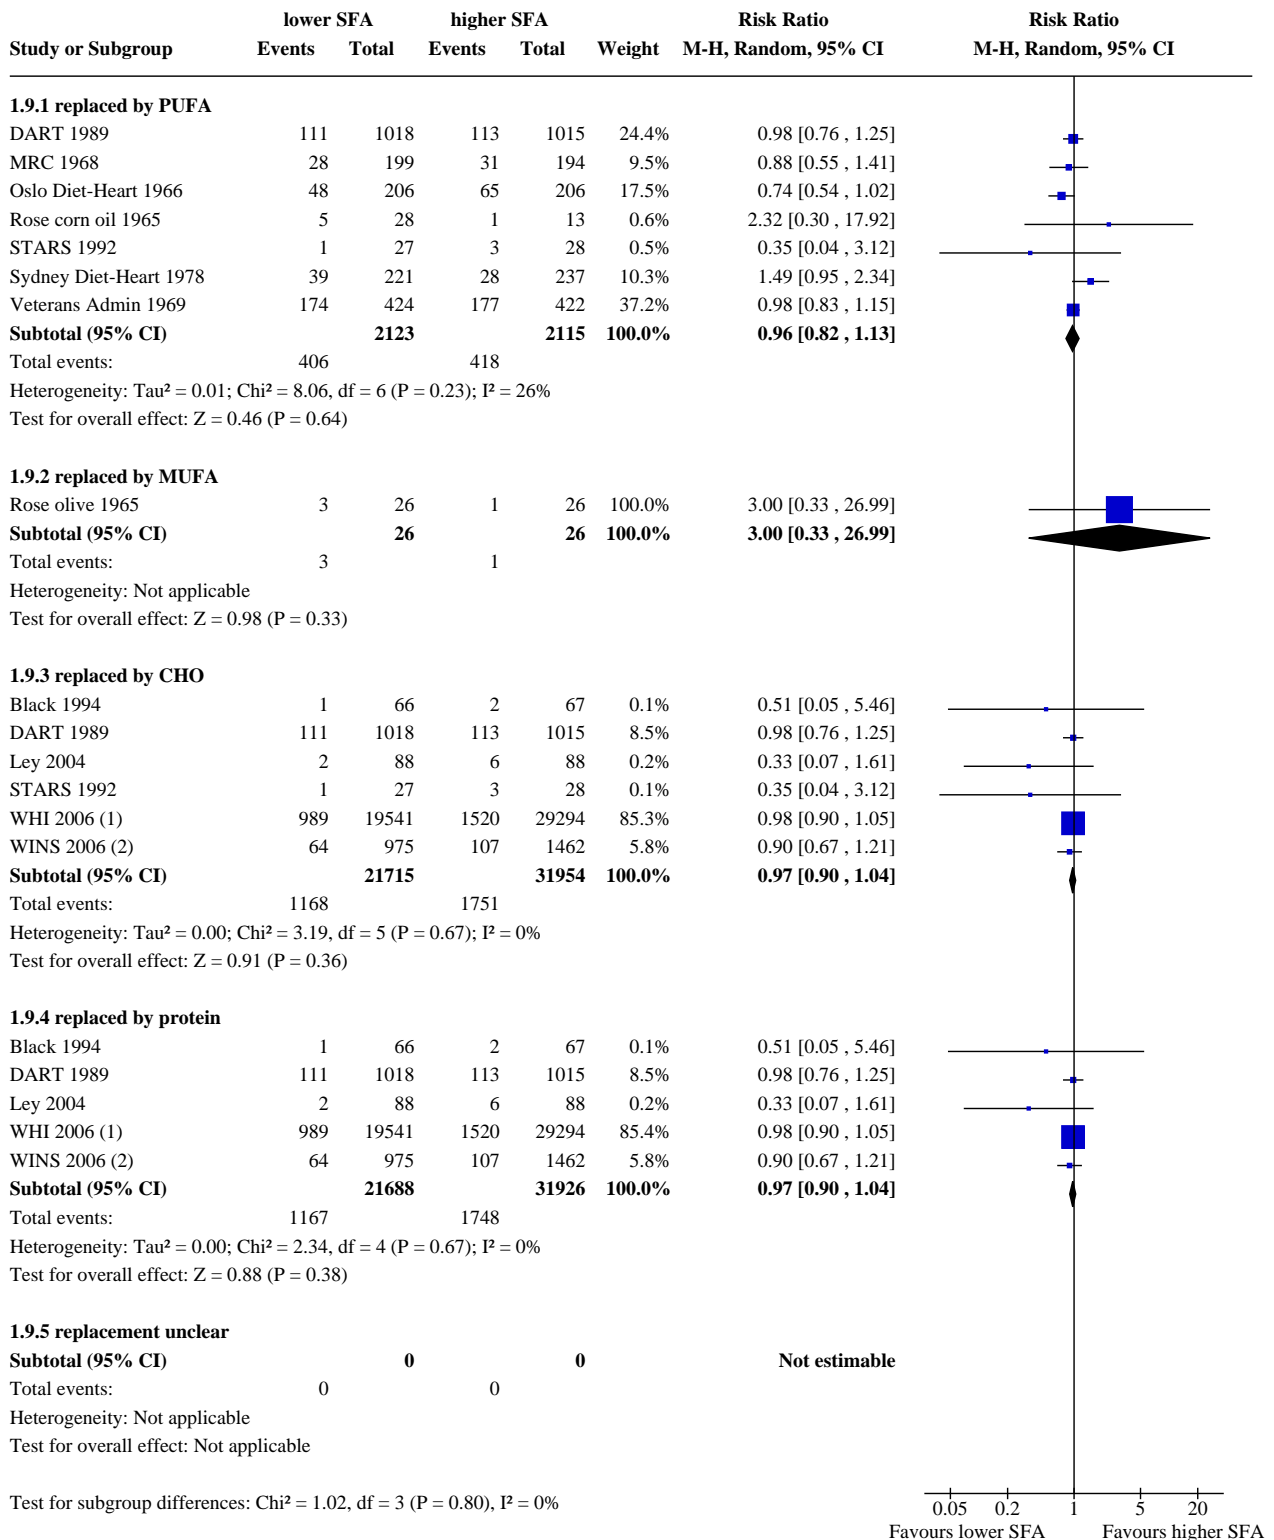 lower SFA higher SFA Risk Ratio Risk Ratio
Study or Subgroup Events Total Events Total Weight M-H, Random, 95% CI M-H, Random, 95% CI
1.9.1 replaced by PUFA
DART 1989 111 1018 113 1015 24.4% 0.98 [0.76 , 1.25]
MRC 1968 28 199 31 194 9.5% 0.88 [0.55 , 1.41]
Oslo Diet-Heart 1966 48 206 65 206 17.5% 0.74 [0.54 , 1.02]
Rose corn oil 1965 5 28 1 13 0.6% 2.32 [0.30 , 17.92]
STARS 1992 1 27 3 28 0.5% 0.35 [0.04 , 3.12]
Sydney Diet-Heart 1978 39 221 28 237 10.3% 1.49 [0.95 , 2.34]
Veterans Admin 1969 174 424 177 422 37.2% 0.98 [0.83 , 1.15]
Subtotal (95% CI) 2123 2115 100.0% 0.96 [0.82 , 1.13]
Total events: 406 418
Heterogeneity: Tau² = 0.01; Chi² = 8.06, df = 6 (P = 0.23); I² = 26%
Test for overall effect: Z = 0.46 (P = 0.64)
1.9.2 replaced by MUFA
Rose olive 1965 3 26 1 26 100.0% 3.00 [0.33 , 26.99]
Subtotal (95% CI) 26 26 100.0% 3.00 [0.33 , 26.99]
Total events: 3 1
Heterogeneity: Not applicable
Test for overall effect: Z = 0.98 (P = 0.33)
1.9.3 replaced by CHO
Black 1994 1 66 2 67 0.1% 0.51 [0.05 , 5.46]
DART 1989 111 1018 113 1015 8.5% 0.98 [0.76 , 1.25]
Ley 2004 2 88 6 88 0.2% 0.33 [0.07 , 1.61]
STARS 1992 1 27 3 28 0.1% 0.35 [0.04 , 3.12]
WHI 2006 (1) 989 19541 1520 29294 85.3% 0.98 [0.90 , 1.05]
WINS 2006 (2) 64 975 107 1462 5.8% 0.90 [0.67 , 1.21]
Subtotal (95% CI) 21715 31954 100.0% 0.97 [0.90 , 1.04]
Total events: 1168 1751
Heterogeneity: Tau² = 0.00; Chi² = 3.19, df = 5 (P = 0.67); I² = 0%
Test for overall effect: Z = 0.91 (P = 0.36)
1.9.4 replaced by protein
Black 1994 1 66 2 67 0.1% 0.51 [0.05 , 5.46]
DART 1989 111 1018 113 1015 8.5% 0.98 [0.76 , 1.25]
Ley 2004 2 88 6 88 0.2% 0.33 [0.07 , 1.61]
WHI 2006 (1) 989 19541 1520 29294 85.4% 0.98 [0.90 , 1.05]
WINS 2006 (2) 64 975 107 1462 5.8% 0.90 [0.67 , 1.21]
Subtotal (95% CI) 21688 31926 100.0% 0.97 [0.90 , 1.04]
Total events: 1167 1748
Heterogeneity: Tau² = 0.00; Chi² = 2.34, df = 4 (P = 0.67); I² = 0%
Test for overall effect: Z = 0.88 (P = 0.38)
1.9.5 replacement unclear
Subtotal (95% CI) 0 0 Not estimable
Total events: 0 0
Heterogeneity: Not applicable
Test for overall effect: Not applicable
Test for subgroup differences: Chi² = 1.02, df = 3 (P = 0.80), I² = 0%
0.05 0.2 1 5 20
Favours lower SFA Favours higher SFA